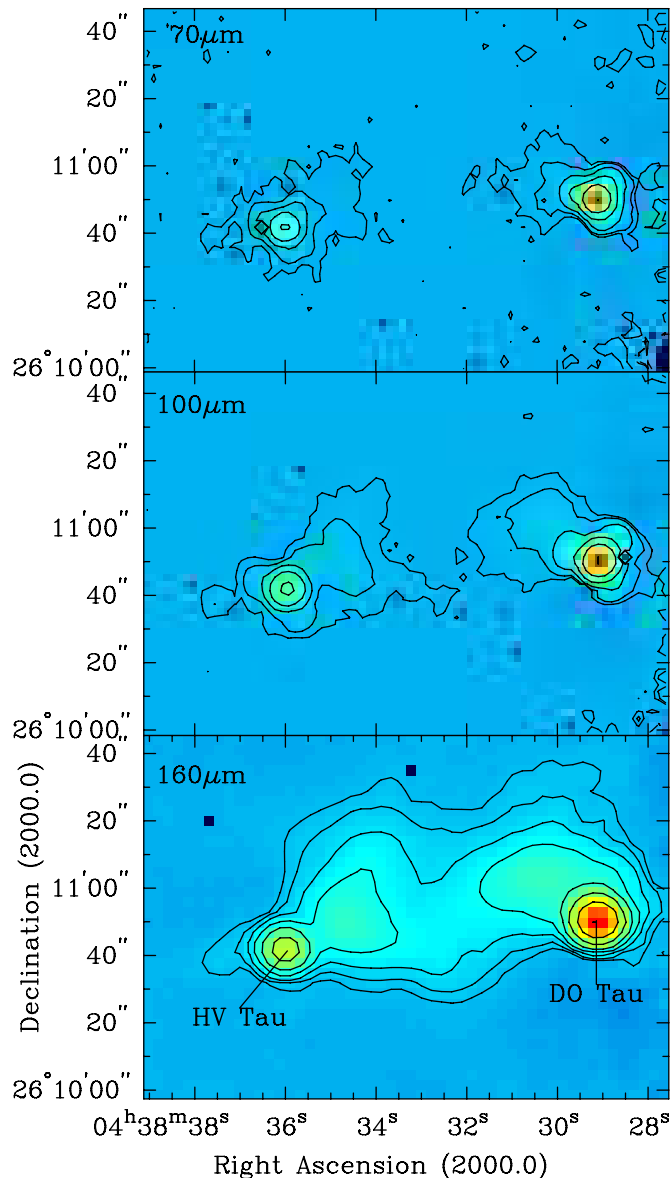 70μm
40"
20"
11'00"
40"
20"
26°10'00"
100μm
40"
20"
11'00"
40"
20"
26°10'00"
160μm
40"
20"
11'00"
40"
20"
26°10'00"
HV Tau
DO Tau
Declination (2000.0)
04ʰ38ᵐ38ˢ 36ˢ 34ˢ 32ˢ 30ˢ 28ˢ
Right Ascension (2000.0)